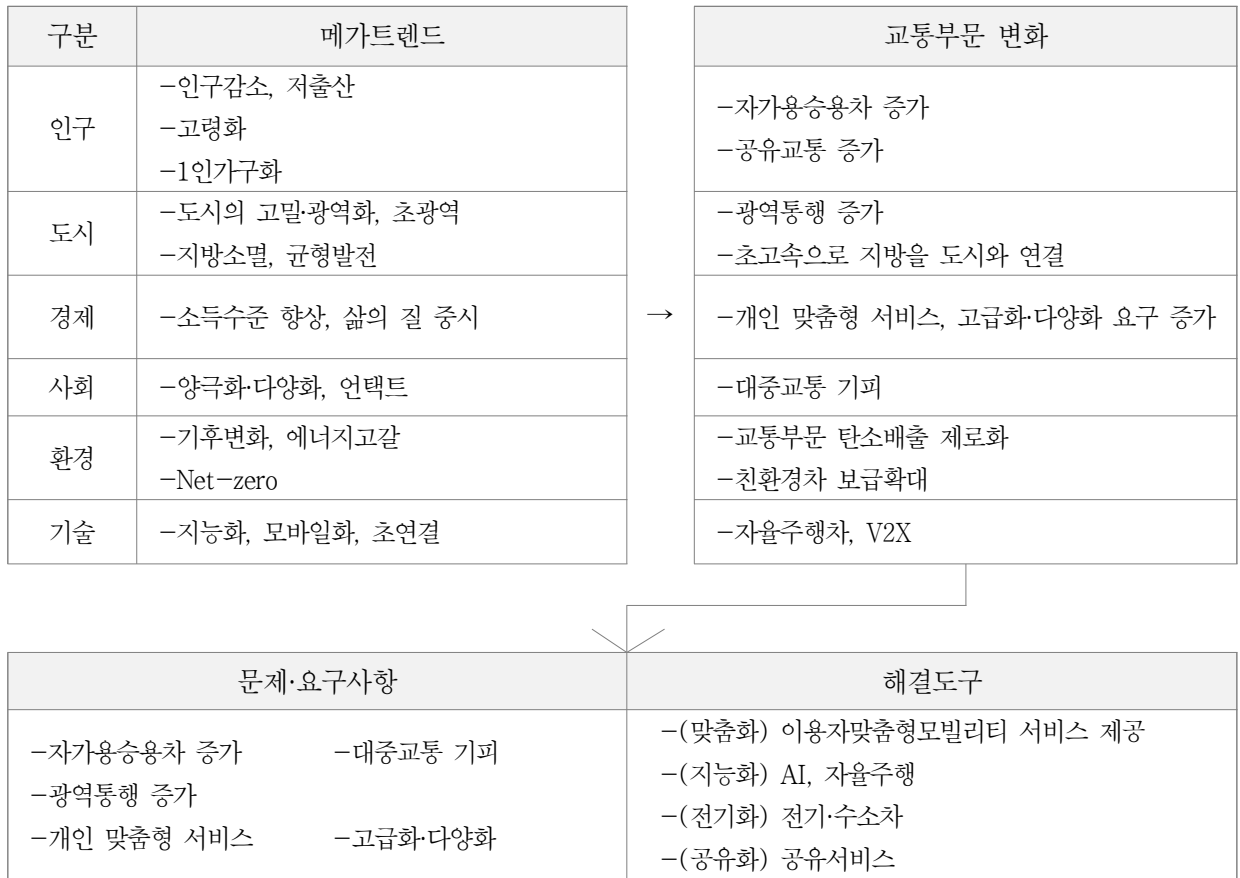 구분
메가트렌드
교통부문 변화
인구
-인구감소, 저출산
-고령화
-1인가구화
-자가용승용차 증가
-공유교통 증가
도시
-도시의 고밀·광역화, 초광역
-지방소멸, 균형발전
-광역통행 증가
-초고속으로 지방을 도시와 연결
경제
-소득수준 향상, 삶의 질 중시
→
-개인 맞춤형 서비스, 고급화·다양화 요구 증가
사회
-양극화·다양화, 언택트
-대중교통 기피
환경
-기후변화, 에너지고갈
-Net-zero
-교통부문 탄소배출 제로화
-친환경차 보급확대
기술
-지능화, 모바일화, 초연결
-자율주행차, V2X
문제·요구사항
해결도구
-자가용승용차 증가 -대중교통 기피
-광역통행 증가
-개인 맞춤형 서비스 -고급화·다양화
-(맞춤화) 이용자맞춤형모빌리티 서비스 제공
-(지능화) AI, 자율주행
-(전기화) 전기·수소차
-(공유화) 공유서비스